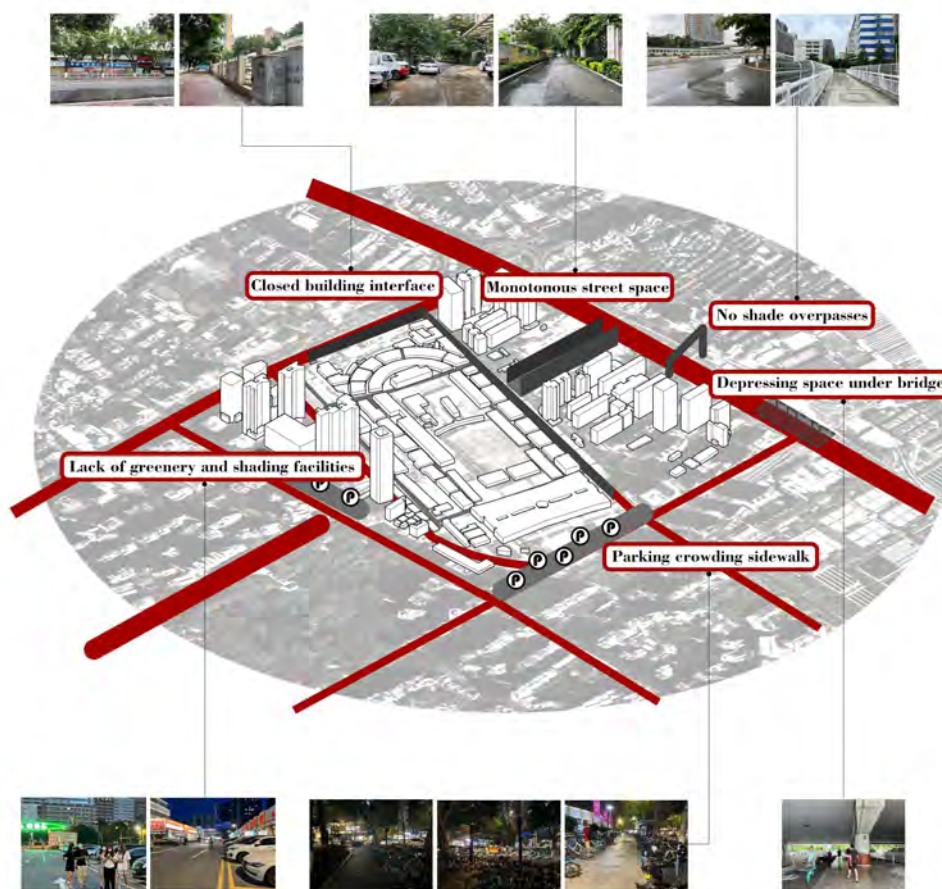 Closed building interface
Monotonous street space
No shade overpasses
Depressing space under bridge
Lack of greenery and shading facilities
P
P
P
P
P
P
P
Parking crowding sidewalk